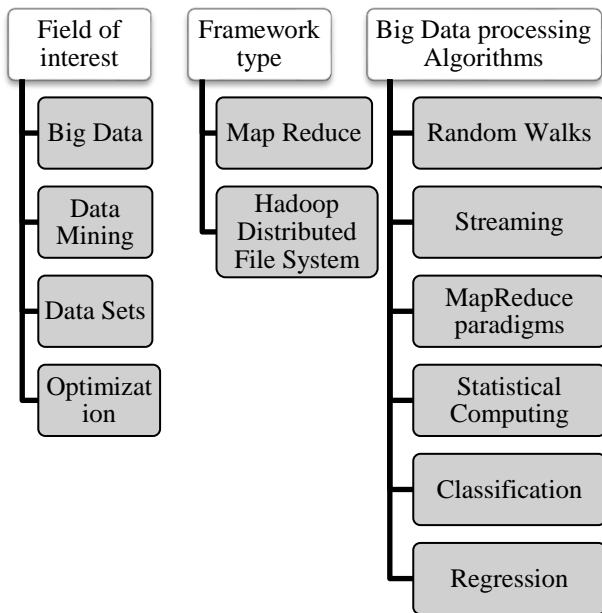 Field of
interest
Big Data
Data
Mining
Data Sets
Optimizat
ion
Framework
type
Map Reduce
Hadoop
Distributed
File System
Big Data processing
Algorithms
Random Walks
Streaming
MapReduce
paradigms
Statistical
Computing
Classification
Regression